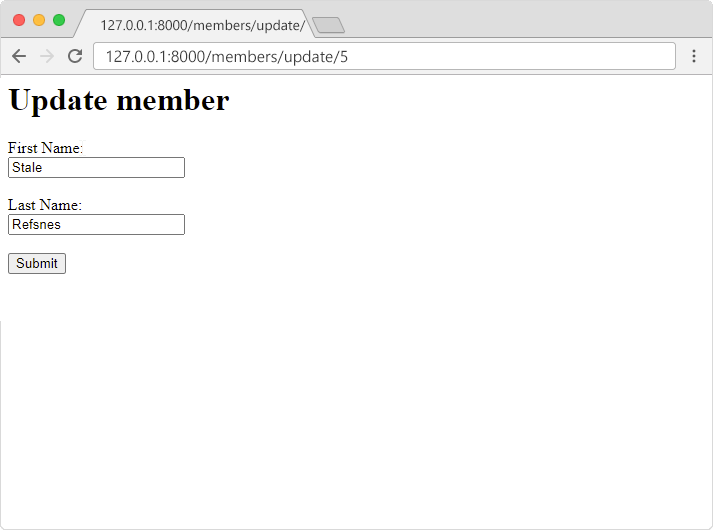 127.0.0.1:8000/members/update/
127.0.0.1:8000/members/update/5
Update member
First Name:
Stale
Last Name:
Refsnes
Submit